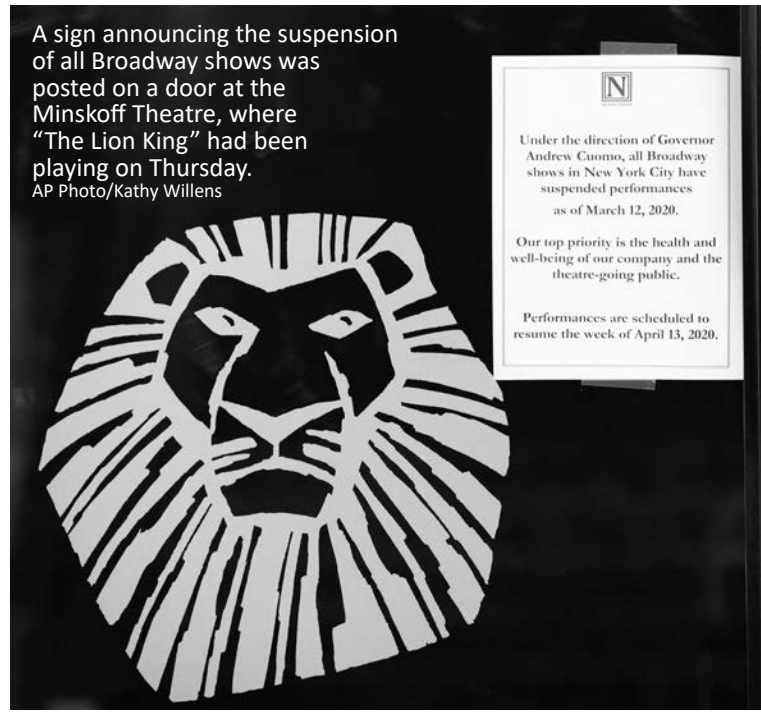 A sign announcing the suspension
of all Broadway shows was
posted on a door at the
Minskoff Theatre, where
“The Lion King” had been
playing on Thursday.
AP Photo/Kathy Willens
N
Under the direction of Governor
Andrew Cuomo, all Broadway
shows in New York City have
suspended performances
as of March 12, 2020.
Our top priority is the health and
well-being of our company and the
theatre-going public.
Performances are scheduled to
resume the week of April 13, 2020.